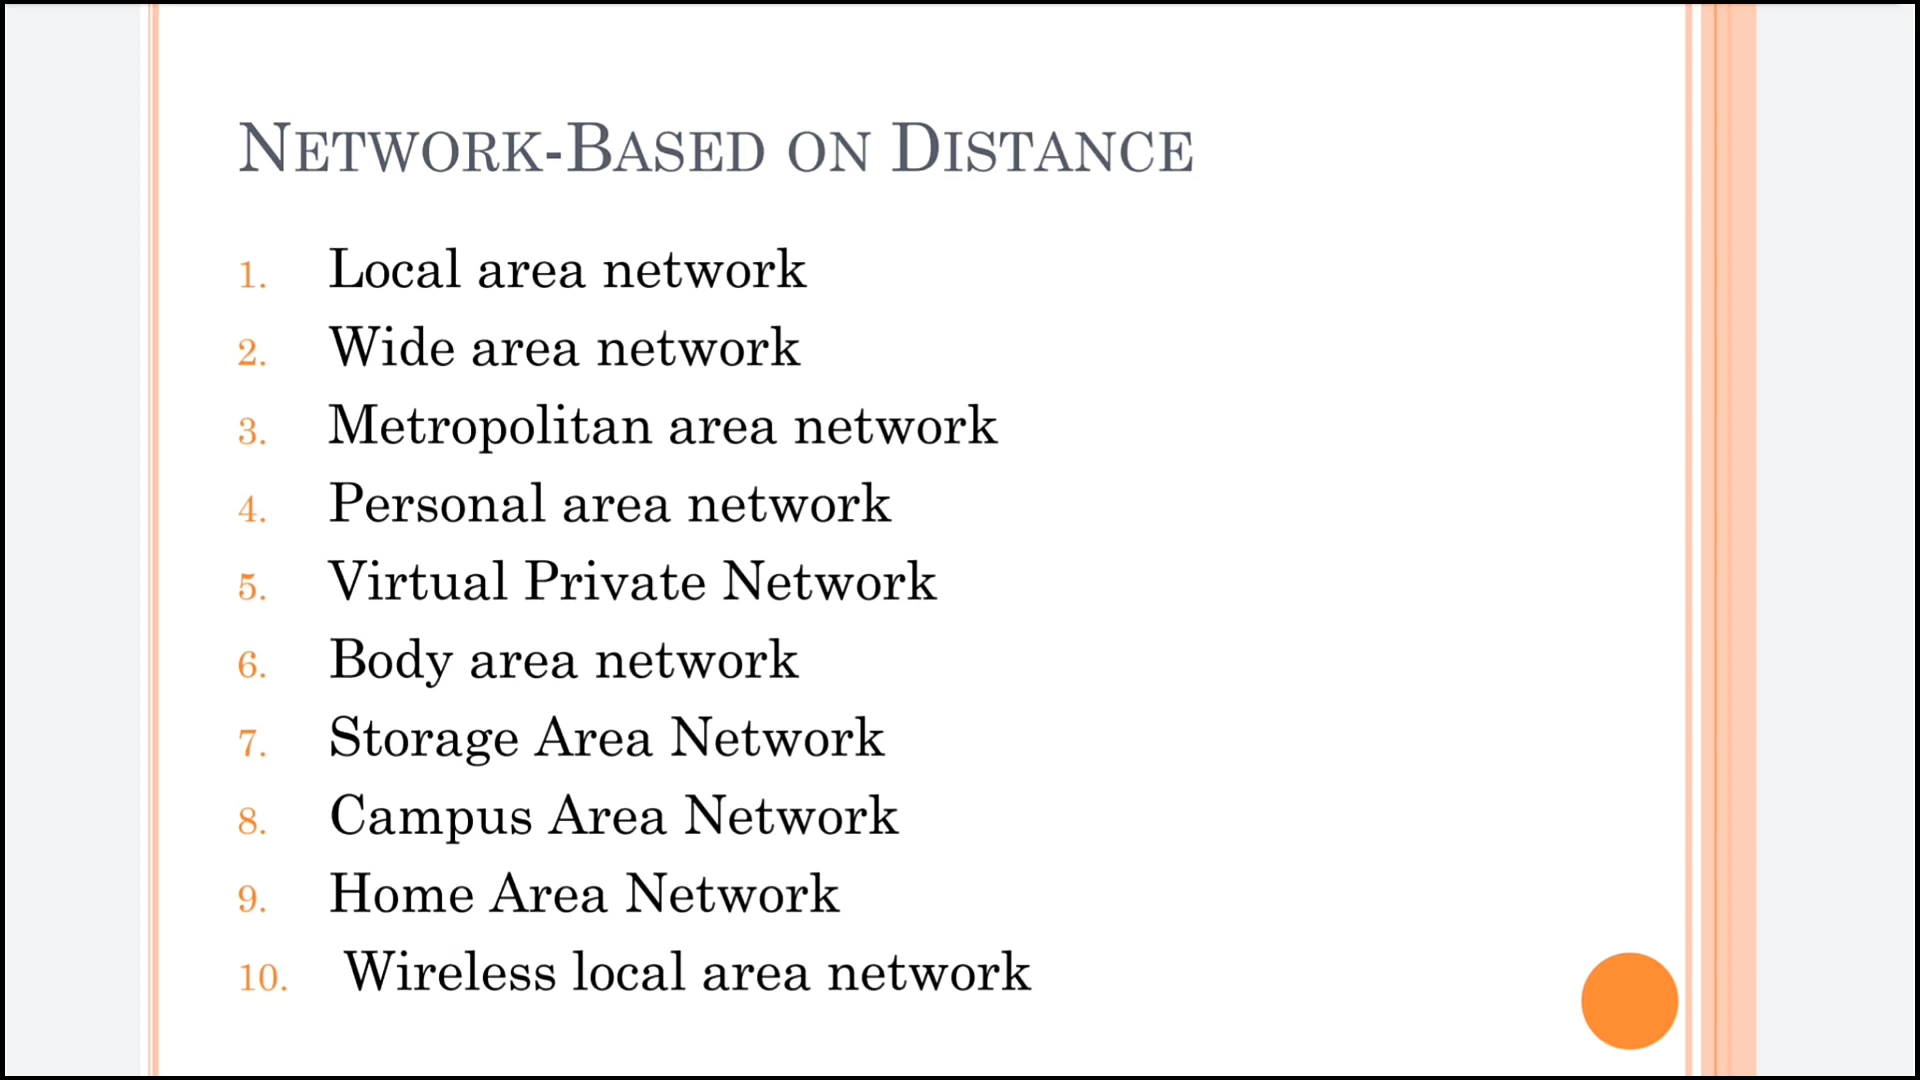 Network-Based on Distance
1. Local area network
2. Wide area network
3. Metropolitan area network
4. Personal area network
5. Virtual Private Network
6. Body area network
7. Storage Area Network
8. Campus Area Network
9. Home Area Network
10. Wireless local area network